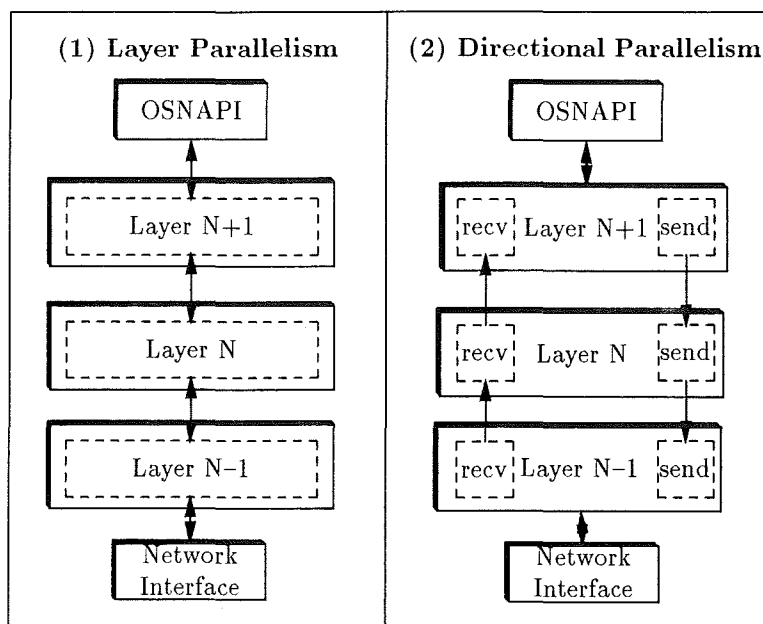 (1) Layer Parallelism
OSNAPI
Layer N+1
Layer N
Layer N–1
Network
Interface
(2) Directional Parallelism
OSNAPI
recv Layer N+1 send
recv Layer N send
recv Layer N–1 send
Network
Interface